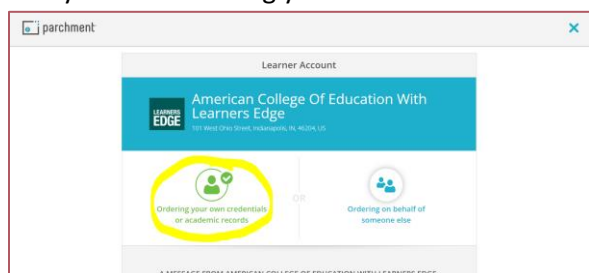 parchment
Learner Account
LEARNERS
EDGE
American College Of Education With
Learners Edge
101 West Ohio Street, Indianapolis, IN, 46204, US
Ordering your own credentials
or academic records
OR
Ordering on behalf of
someone else
A MESSAGE FROM AMERICAN COLLEGE OF EDUCATION WITH LEARNERS EDGE